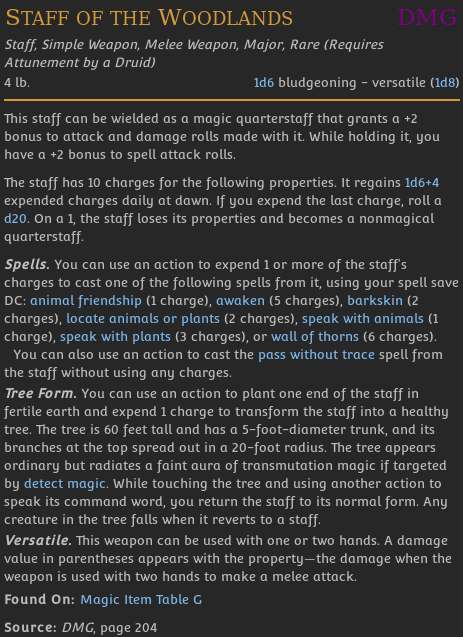 STAFF OF THE WOODLANDS DMG
Staff, Simple Weapon, Melee Weapon, Major, Rare (Requires
Attunement by a Druid)
4 lb. 1d6 bludgeoning - versatile (1d8)
This staff can be wielded as a magic quarterstaff that grants a +2
bonus to attack and damage rolls made with it. While holding it, you
have a +2 bonus to spell attack rolls.
The staff has 10 charges for the following properties. It regains 1d6+4
expended charges daily at dawn. If you expend the last charge, roll a
d20. On a 1, the staff loses its properties and becomes a nonmagical
quarterstaff.
Spells. You can use an action to expend 1 or more of the staff's
charges to cast one of the following spells from it, using your spell save
DC: animal friendship (1 charge), awaken (5 charges), barkskin (2
charges), locate animals or plants (2 charges), speak with animals (1
charge), speak with plants (3 charges), or wall of thorns (6 charges).
You can also use an action to cast the pass without trace spell from
the staff without using any charges.
Tree Form. You can use an action to plant one end of the staff in
fertile earth and expend 1 charge to transform the staff into a healthy
tree. The tree is 60 feet tall and has a 5-foot-diameter trunk, and its
branches at the top spread out in a 20-foot radius. The tree appears
ordinary but radiates a faint aura of transmutation magic if targeted
by detect magic. While touching the tree and using another action to
speak its command word, you return the staff to its normal form. Any
creature in the tree falls when it reverts to a staff.
Versatile. This weapon can be used with one or two hands. A damage
value in parentheses appears with the property—the damage when the
weapon is used with two hands to make a melee attack.
Found On: Magic Item Table G
Source: DMG, page 204